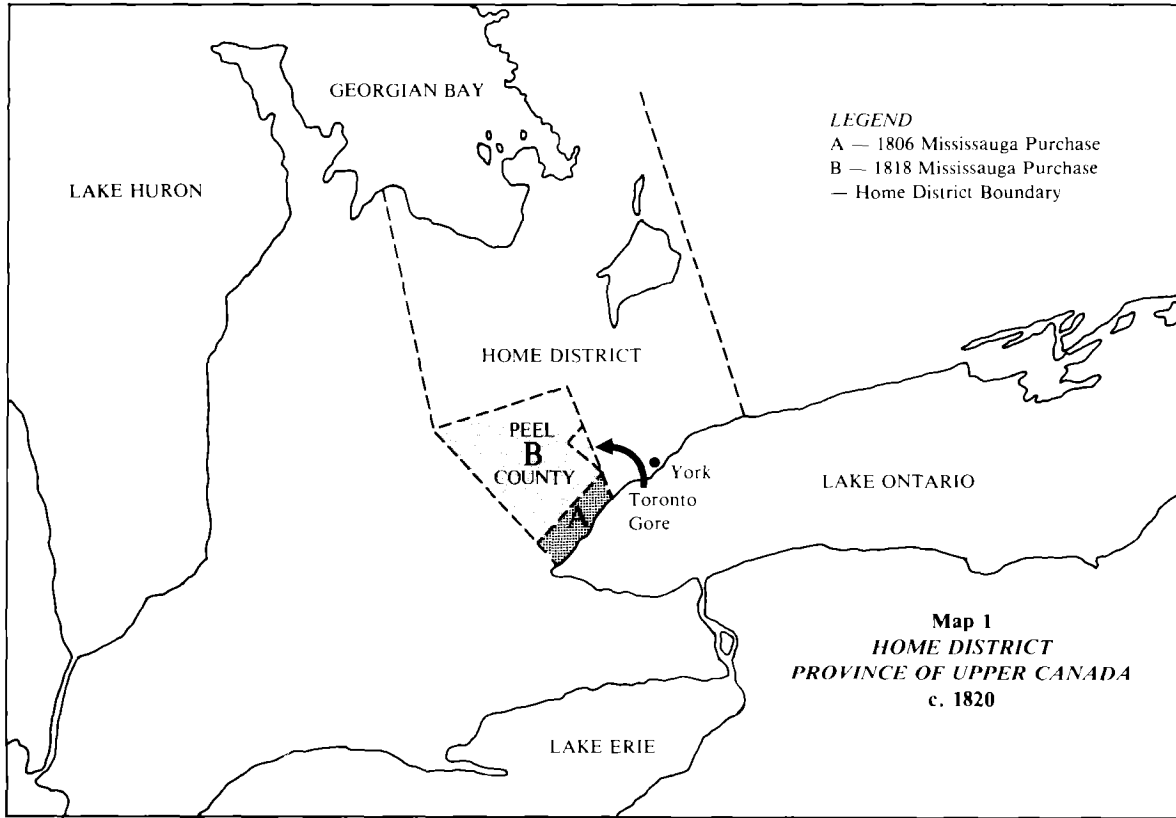 GEORGIAN BAY
LAKE HURON
LEGEND
A — 1806 Mississauga Purchase
B — 1818 Mississauga Purchase
— Home District Boundary
HOME DISTRICT
PEEL
B
COUNTY
A
York
Toronto
Gore
LAKE ONTARIO
LAKE ERIE
Map 1
HOME DISTRICT
PROVINCE OF UPPER CANADA
c. 1820